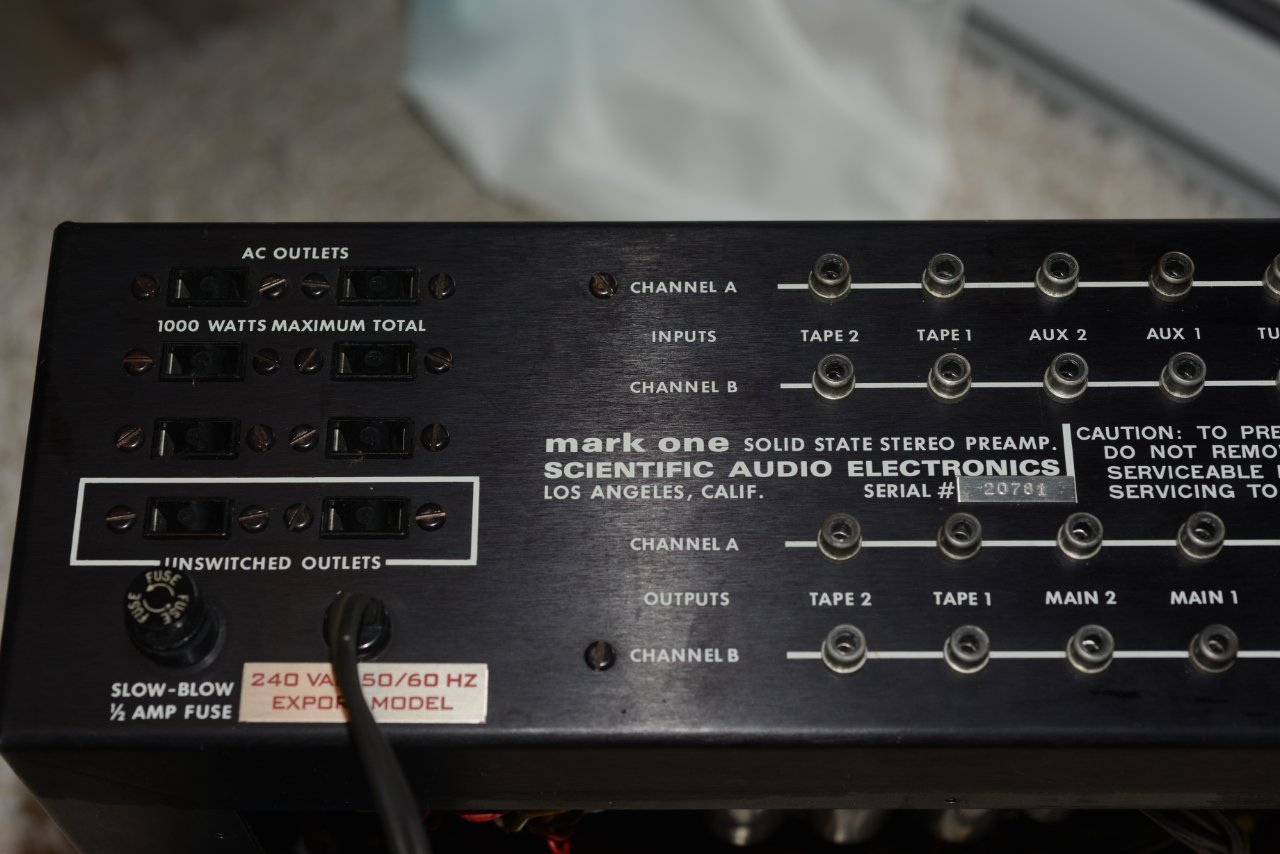 AC OUTLETS
1000 WATTS MAXIMUM TOTAL
UNSWITCHED OUTLETS
FUSE
FUSE
FUSE
SLOW-BLOW
½ AMP FUSE
240 VA 50/60 HZ
EXPOR MODEL
CHANNEL A
INPUTS
TAPE 2 TAPE 1 AUX 2 AUX 1 TU
CHANNEL B
mark one SOLID STATE STEREO PREAMP.
SCIENTIFIC AUDIO ELECTRONICS
LOS ANGELES, CALIF. SERIAL # 20781
CAUTION: TO PRE
DO NOT REMO
SERVICEABLE
SERVICING TO
CHANNEL A
OUTPUTS
TAPE 2 TAPE 1 MAIN 2 MAIN 1
CHANNEL B